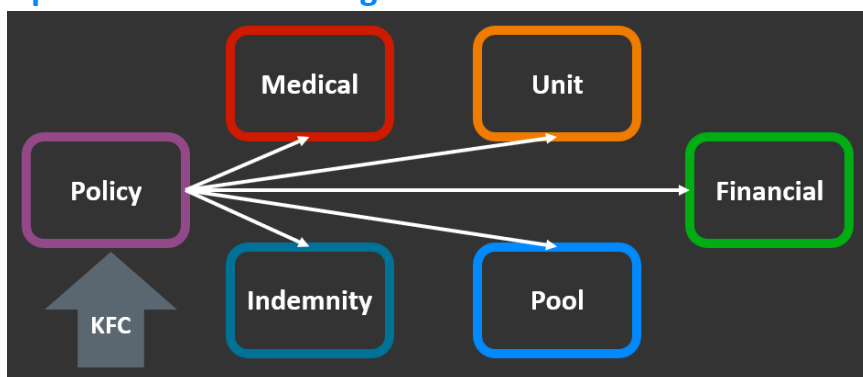 Medical
Unit
Policy
Financial
Indemnity
Pool
KFC